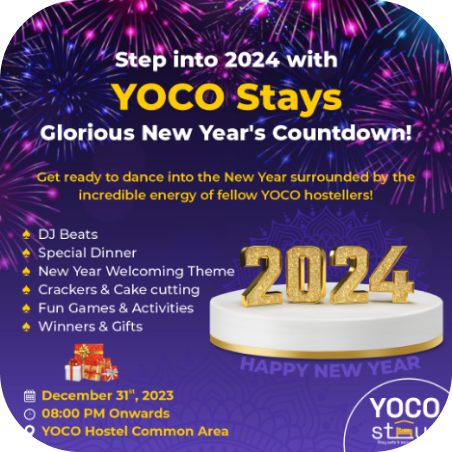 Step into 2024 with
YOCO Stays
Glorious New Year's Countdown!
Get ready to dance into the New Year surrounded by the
incredible energy of fellow YOCO hostellers!
DJ Beats
Special Dinner
New Year Welcoming Theme
Crackers & Cake cutting
Fun Games & Activities
Winners & Gifts
2024
HAPPY NEW YEAR
December 31st, 2023
08:00 PM Onwards
YOCO Hostel Common Area
YOCO